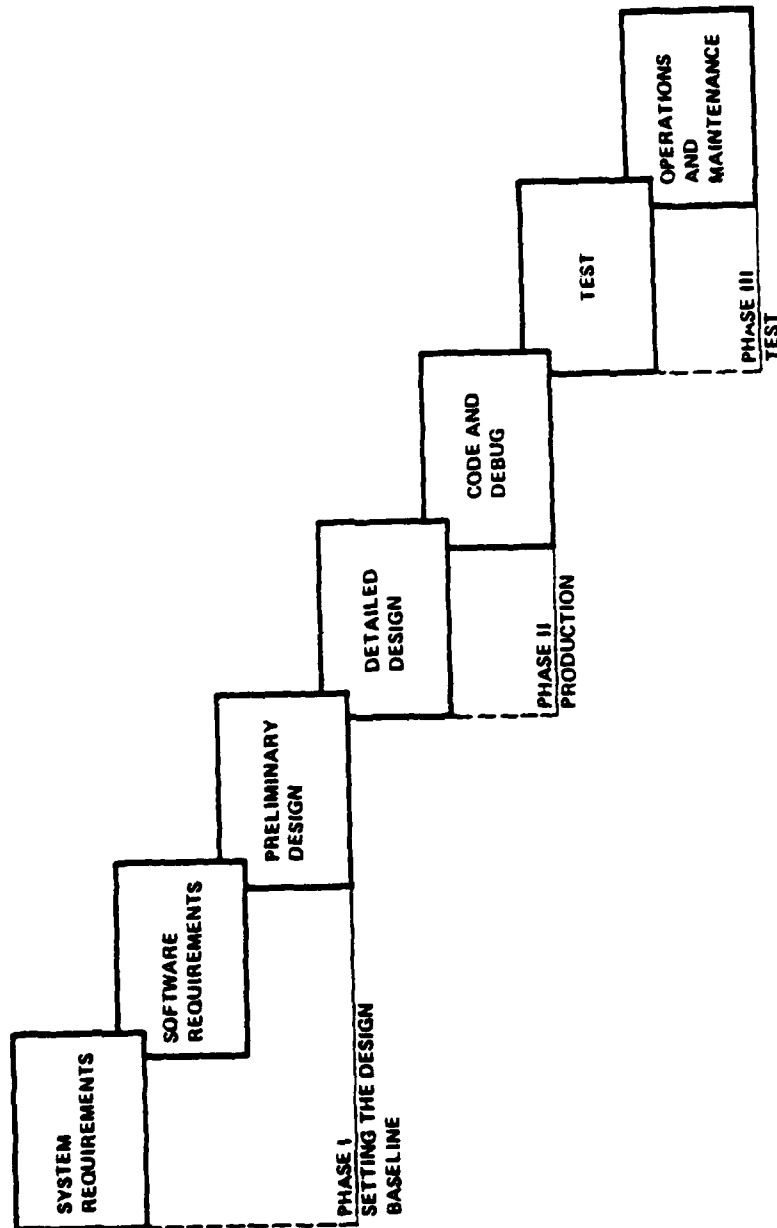 SYSTEM
REQUIREMENTS
SOFTWARE
REQUIREMENTS
PRELIMINARY
DESIGN
PHASE I
SETTING THE DESIGN
BASELINE
DETAILED
DESIGN
CODE AND
DEBUG
PHASE II
PRODUCTION
TEST
OPERATIONS
AND
MAINTENANCE
PHASE III
TEST